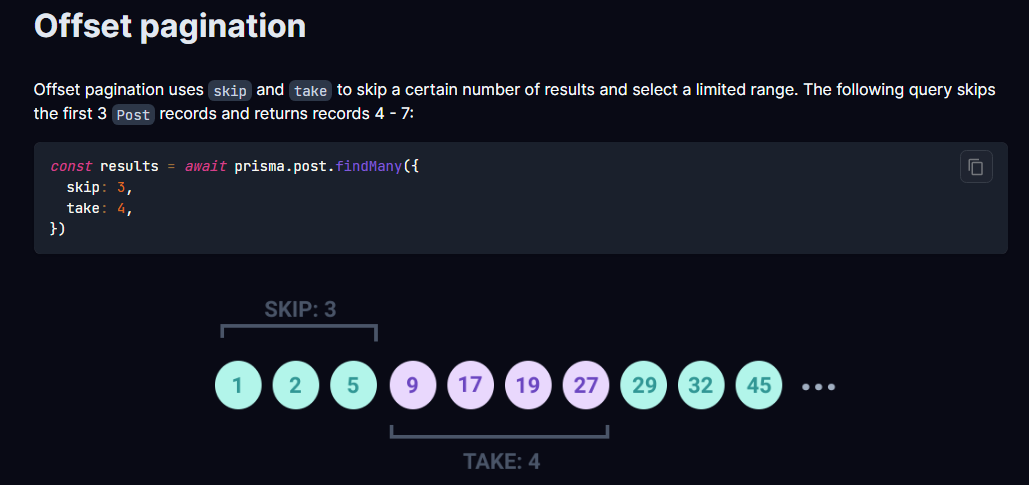 Offset pagination
Offset pagination uses skip and take to skip a certain number of results and select a limited range. The following query skips
the first 3 Post records and returns records 4 - 7:
const results = await prisma.post.findMany({
  skip: 3,
  take: 4,
})
SKIP: 3
1 2 5 9 17 19 27 29 32 45 •••
TAKE: 4